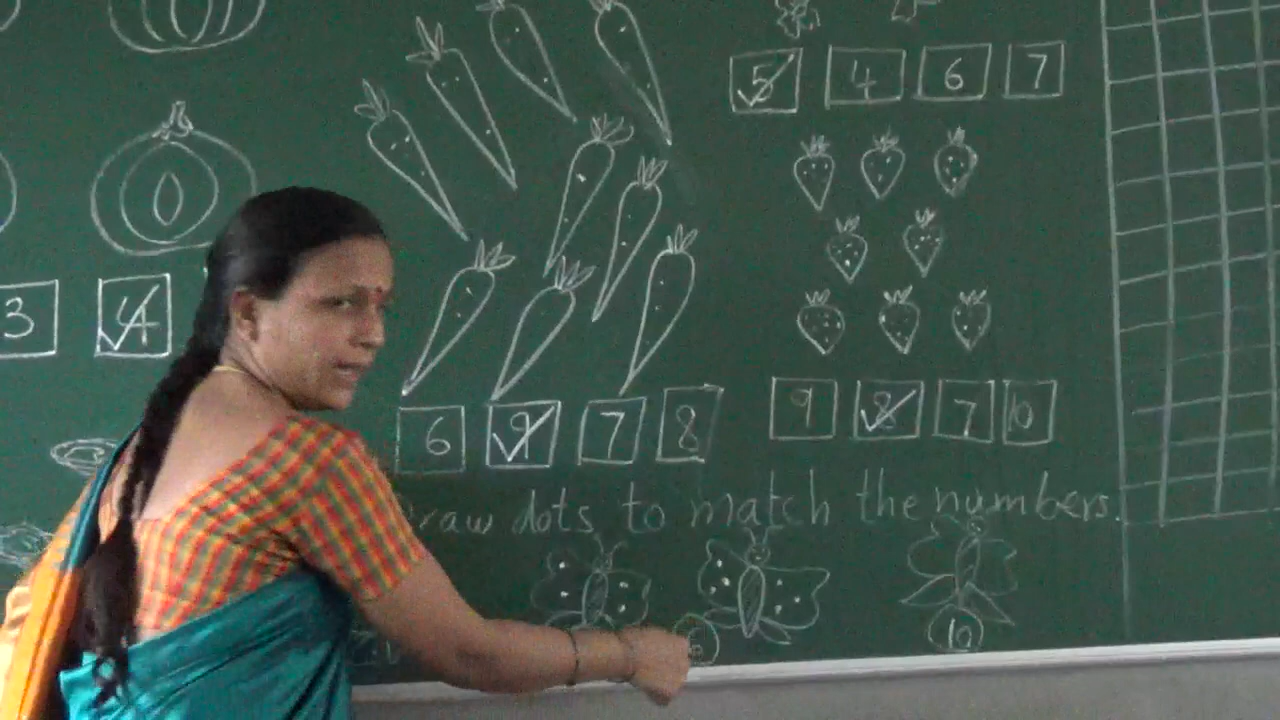 5 4 6 7
3 4
6 9 7 8
9 8 7 10
Draw dots to match the numbers.
6 10